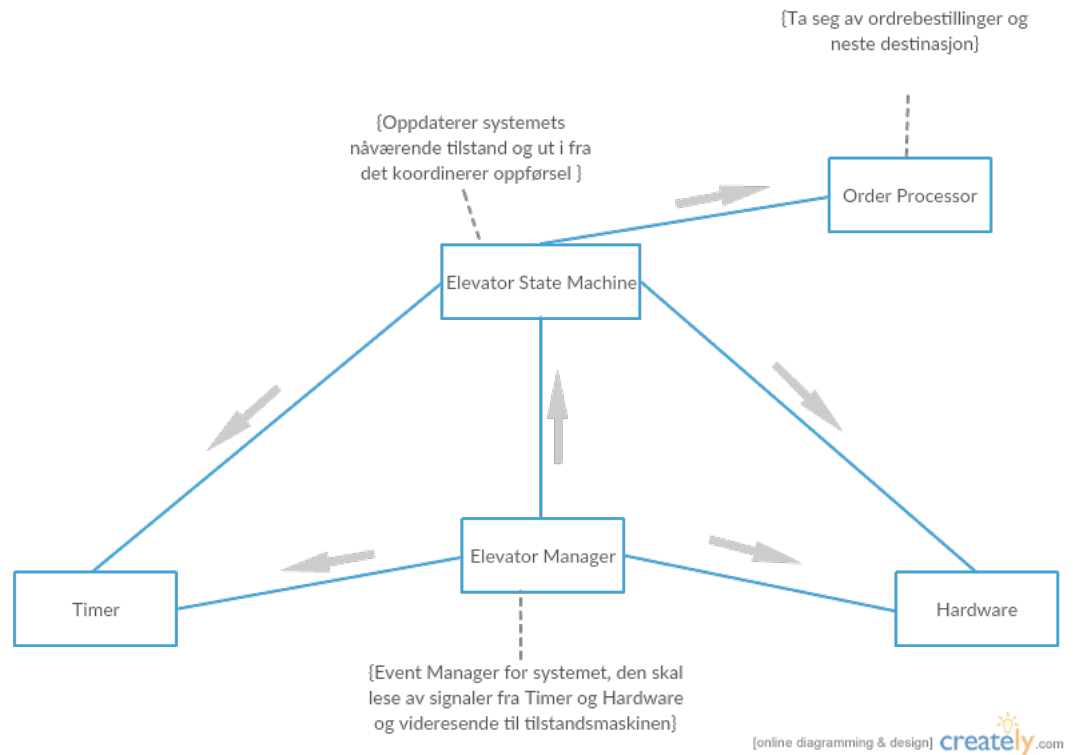 {Ta seg av ordrebestillinger og
neste destinasjon}
{Oppdaterer systemets
nåværende tilstand og ut i fra
det koordinerer oppførsel }
Order Processor
Elevator State Machine
Elevator Manager
Timer
Hardware
{Event Manager for systemet, den skal
lese av signaler fra Timer og Hardware
og videresende til tilstandsmaskinen}
[online diagramming & design] creately.com